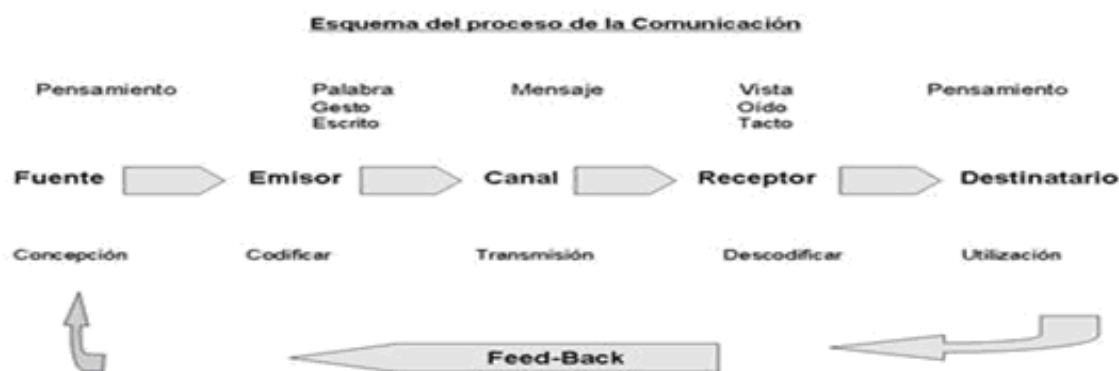 Esquema del proceso de la Comunicación
Pensamiento Palabra Mensaje Vista Pensamiento
Gesto Oído
Escrito Tacto
Fuente Emisor Canal Receptor Destinatario
Concepción Codificar Transmisión Descodificar Utilización
Feed-Back